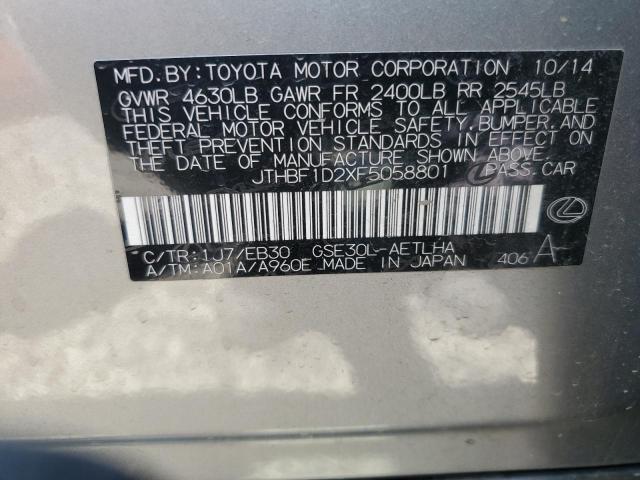 MFD.BY:TOYOTA MOTOR CORPORATION 10/14
GVWR 4630LB GAWR FR 2400LB RR 2545LB
THIS VEHICLE CONFORMS TO ALL APPLICABLE
FEDERAL MOTOR VEHICLE SAFETY,BUMPER,AND
THEFT PREVENTION STANDARDS IN EFFECT ON
THE DATE OF MANUFACTURE SHOWN ABOVE.
JTHBF1D2XF5058801 PASS.CAR
C/TR:1J7/EB30 GSE30L-AETLHA
A/TM:A01A/A960E MADE IN JAPAN 406 A-